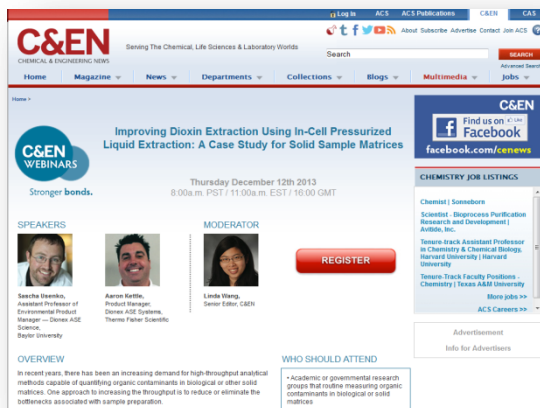 Log In ACS ACS Publications C&EN CAS
C&EN
CHEMICAL & ENGINEERING NEWS
Serving The Chemical, Life Sciences & Laboratory Worlds
About Subscribe Advertise Contact Join ACS
Search
SEARCH
Advanced Search
Home Magazine News Departments Collections Blogs Multimedia Jobs
Home >
C&EN WEBINARS
Stronger bonds.
Improving Dioxin Extraction Using In-Cell Pressurized
Liquid Extraction: A Case Study for Solid Sample Matrices
Thursday December 12th 2013
8:00a.m. PST / 11:00a.m. EST / 16:00 GMT
SPEAKERS
Sascha Usenko,
Assistant Professor of
Environmental Product
Manager — Dionex ASE
Science,
Baylor University
Aaron Kettle,
Product Manager,
Dionex ASE Systems,
Thermo Fisher Scientific
MODERATOR
Linda Wang,
Senior Editor, C&EN
REGISTER
OVERVIEW
In recent years, there has been an increasing demand for high-throughput analytical
methods capable of quantifying organic contaminants in biological or other solid
matrices. One approach to increasing the throughput is to reduce or eliminate the
bottlenecks associated with sample preparation.
WHO SHOULD ATTEND
• Academic or governmental research
groups that routine measuring organic
contaminants in biological or solid
matrices
C&EN
Find us on
Facebook
facebook.com/cenews
CHEMISTRY JOB LISTINGS
Chemist | Sonneborn
Scientist - Bioprocess Purification
Research and Development |
Avitide, Inc.
Tenure-track Assistant Professor
in Chemistry & Chemical Biology,
Harvard University | Harvard
University
Tenure-Track Faculty Positions -
Chemistry | Texas A&M University
More jobs >>
ACS Careers >>
Advertisement
Info for Advertisers